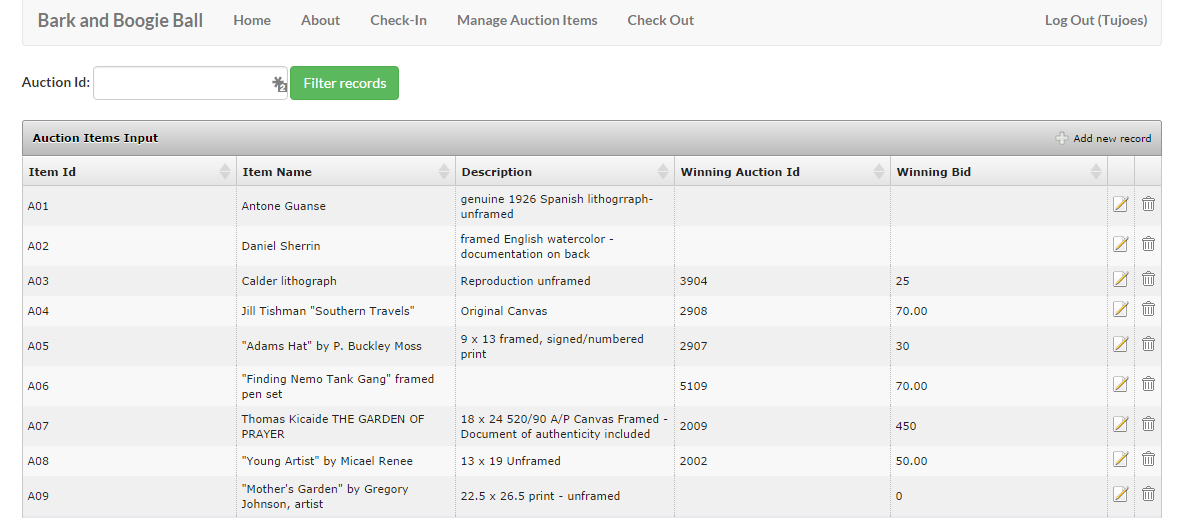 Bark and Boogie Ball Home About Check-In Manage Auction Items Check Out Log Out (Tujoes)
Auction Id: Filter records
Auction Items Input Add new record
Item Id Item Name Description Winning Auction Id Winning Bid
A01 Antone Guanse genuine 1926 Spanish lithogrraph-
unframed
A02 Daniel Sherrin framed English watercolor -
documentation on back
A03 Calder lithograph Reproduction unframed 3904 25
A04 Jill Tishman "Southern Travels" Original Canvas 2908 70.00
A05 "Adams Hat" by P. Buckley Moss 9 x 13 framed, signed/numbered
print 2907 30
A06 "Finding Nemo Tank Gang" framed
pen set 5109 70.00
A07 Thomas Kicaide THE GARDEN OF
PRAYER 18 x 24 520/90 A/P Canvas Framed -
Document of authenticity included 2009 450
A08 "Young Artist" by Micael Renee 13 x 19 Unframed 2002 50.00
A09 "Mother's Garden" by Gregory
Johnson, artist 22.5 x 26.5 print - unframed 0